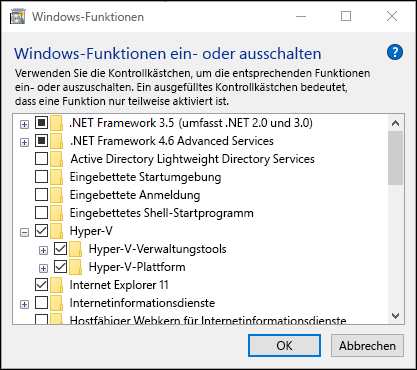 Windows-Funktionen
Windows-Funktionen ein- oder ausschalten
Verwenden Sie die Kontrollkästchen, um die entsprechenden Funktionen
ein- oder auszuschalten. Ein ausgefülltes Kontrollkästchen bedeutet,
dass eine Funktion nur teilweise aktiviert ist.
.NET Framework 3.5 (umfasst .NET 2.0 und 3.0)
.NET Framework 4.6 Advanced Services
Active Directory Lightweight Directory Services
Eingebettete Startumgebung
Eingebettete Anmeldung
Eingebettetes Shell-Startprogramm
Hyper-V
Hyper-V-Verwaltungstools
Hyper-V-Plattform
Internet Explorer 11
Internetinformationsdienste
Hostfähiger Webkern für Internetinformationsdienste
OK Abbrechen